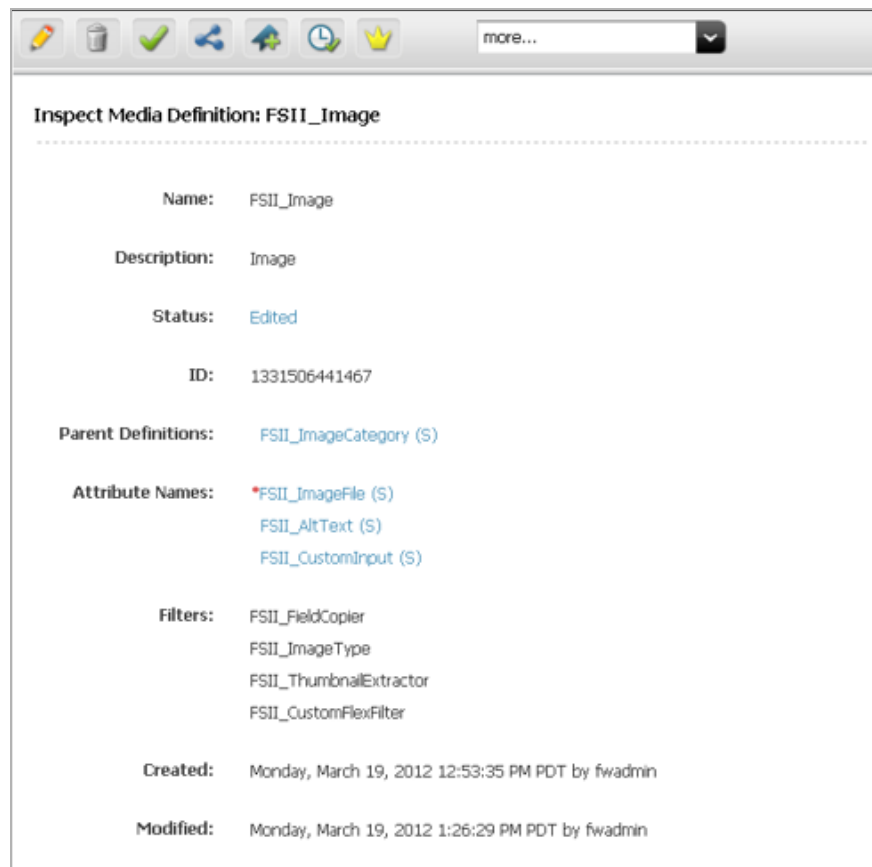 more...
Inspect Media Definition: FSII_Image
Name: FSII_Image
Description: Image
Status: Edited
ID: 1331506441467
Parent Definitions: FSII_ImageCategory (S)
Attribute Names: *FSII_ImageFile (S)
FSII_AltText (S)
FSII_CustomInput (S)
Filters: FSII_FieldCopier
FSII_ImageType
FSII_ThumbnailExtractor
FSII_CustomFlexFilter
Created: Monday, March 19, 2012 12:53:35 PM PDT by fwadmin
Modified: Monday, March 19, 2012 1:26:29 PM PDT by fwadmin